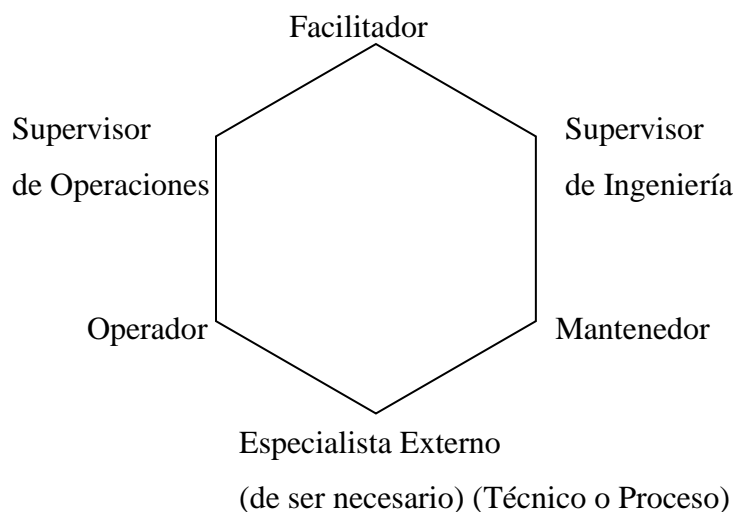 Facilitador
Supervisor
de Operaciones
Supervisor
de Ingeniería
Operador
Mantenedor
Especialista Externo
(de ser necesario) (Técnico o Proceso)